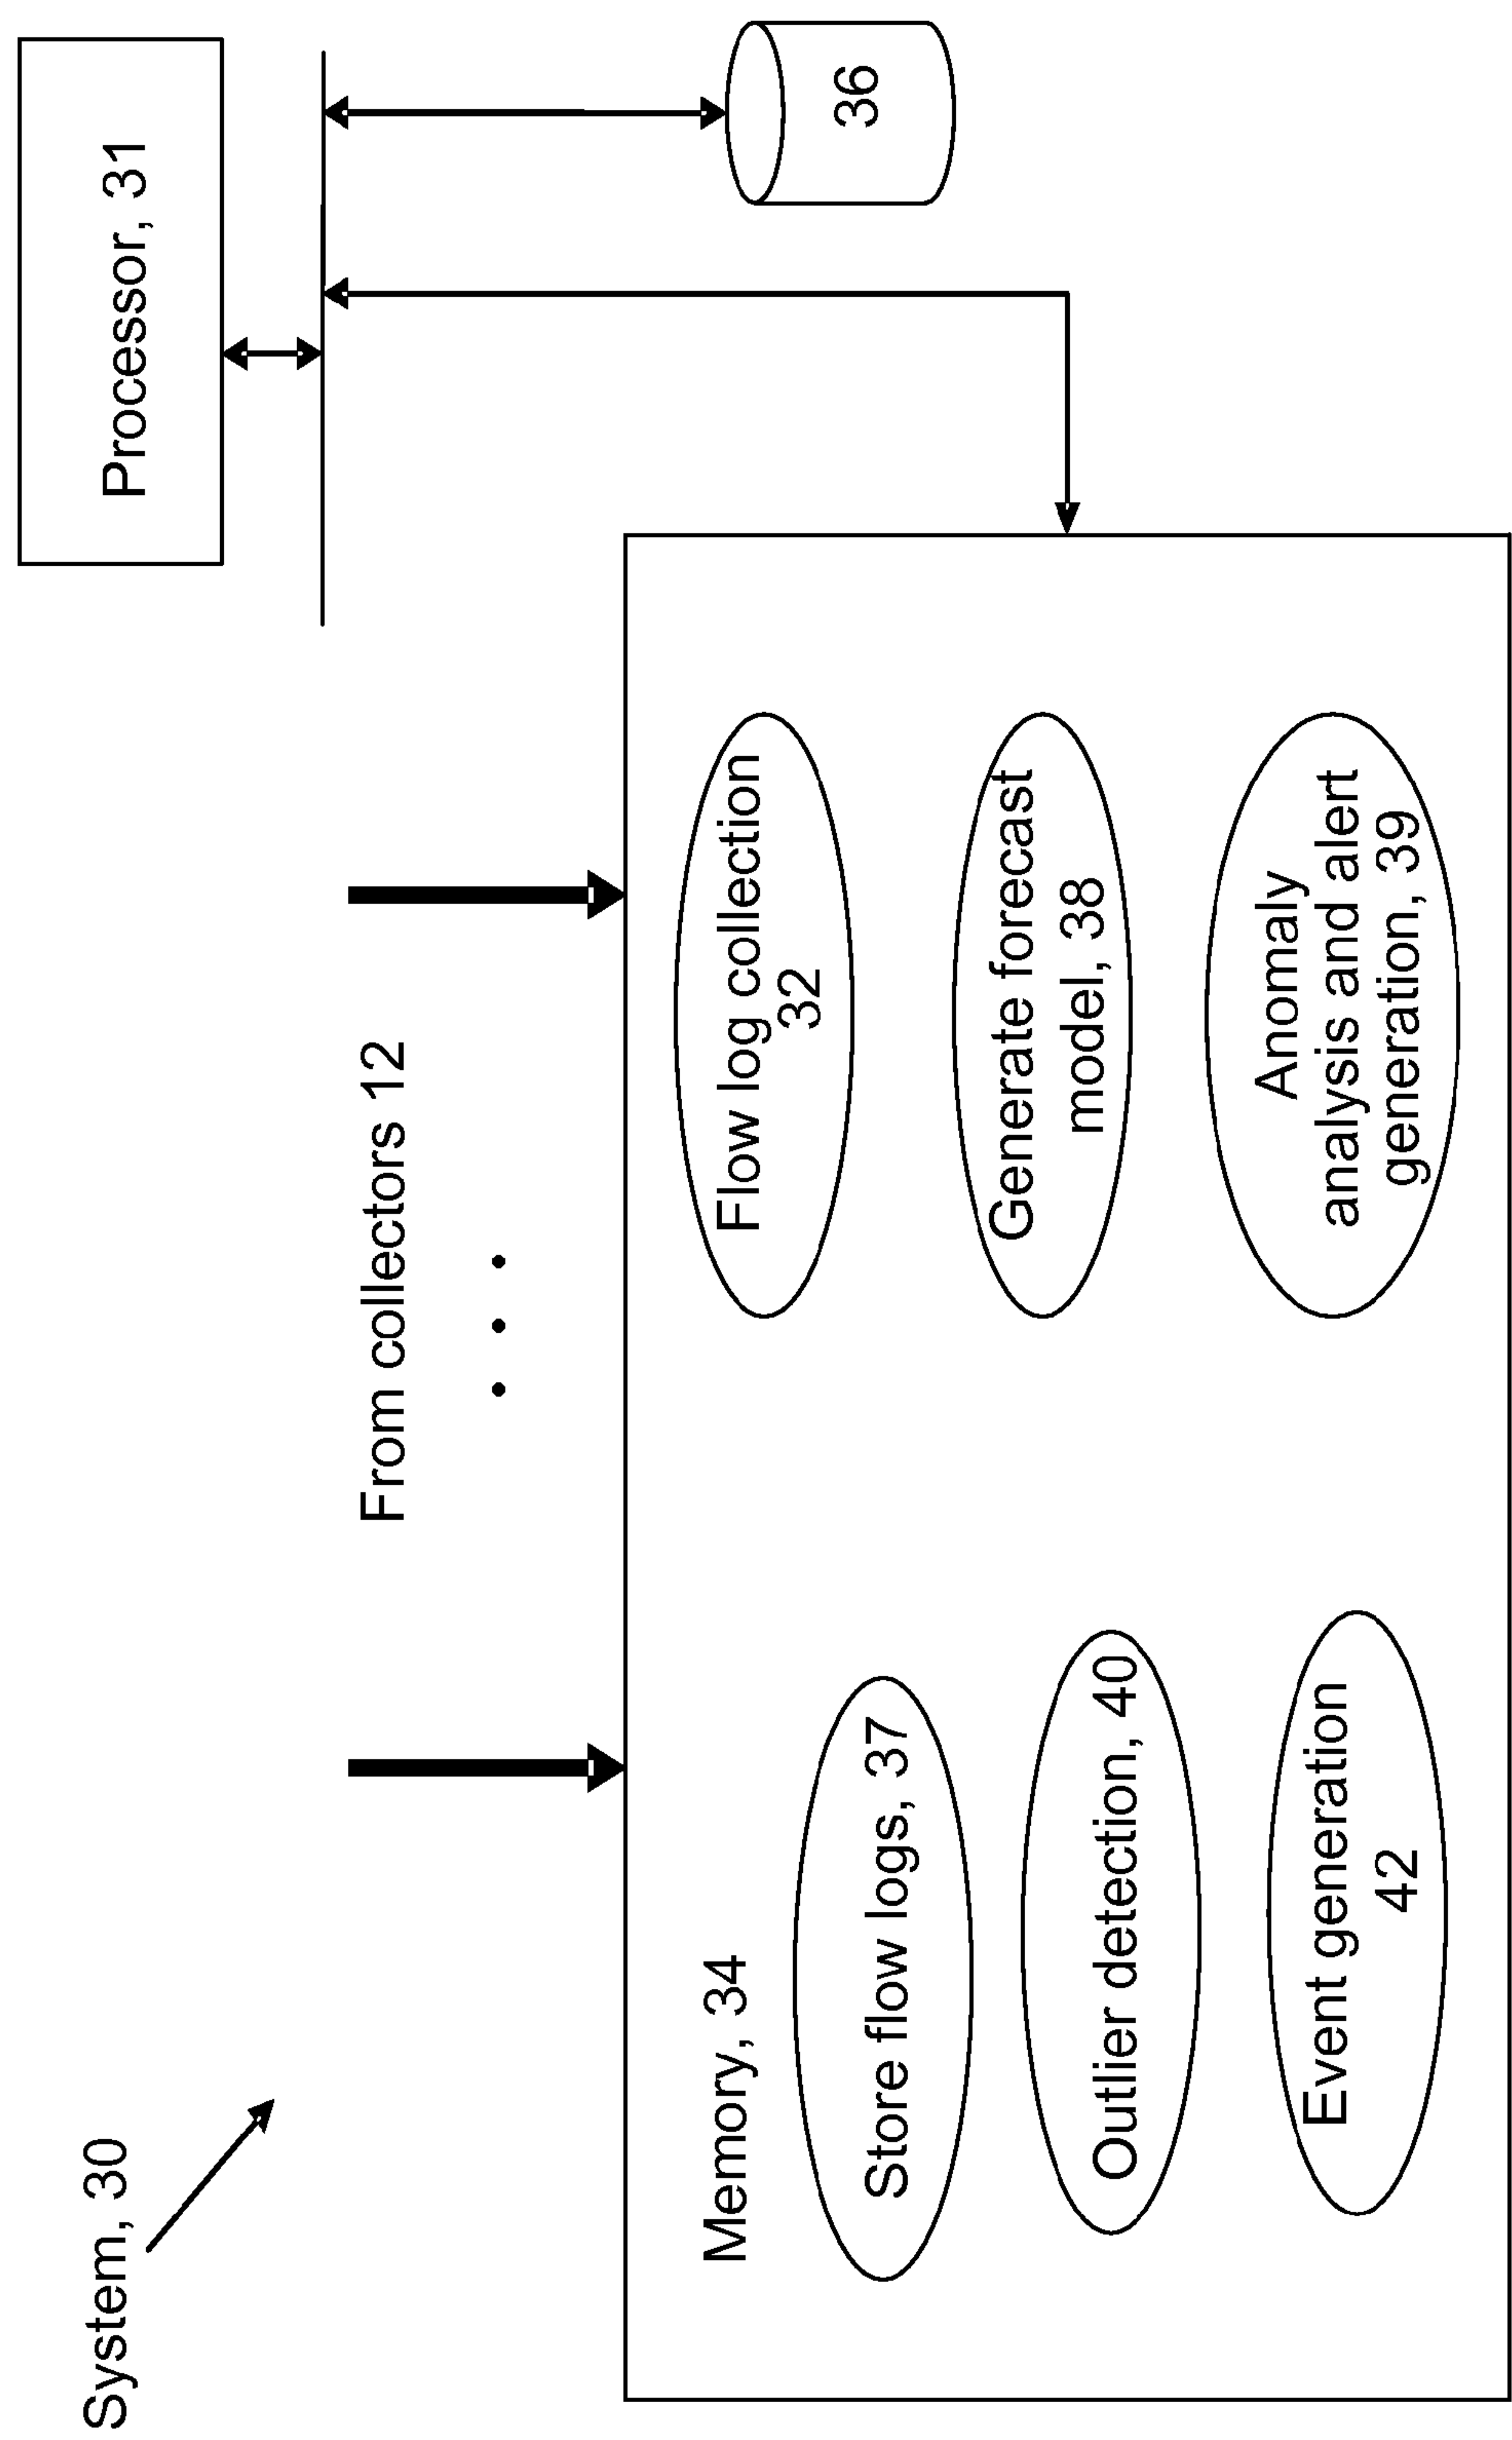 System, 30
From collectors 12
Processor, 31
36
Memory, 34
Store flow logs, 37
Outlier detection, 40
Event generation
42
Flow log collection
32
Generate forecast
model, 38
Anomaly
analysis and alert
generation, 39